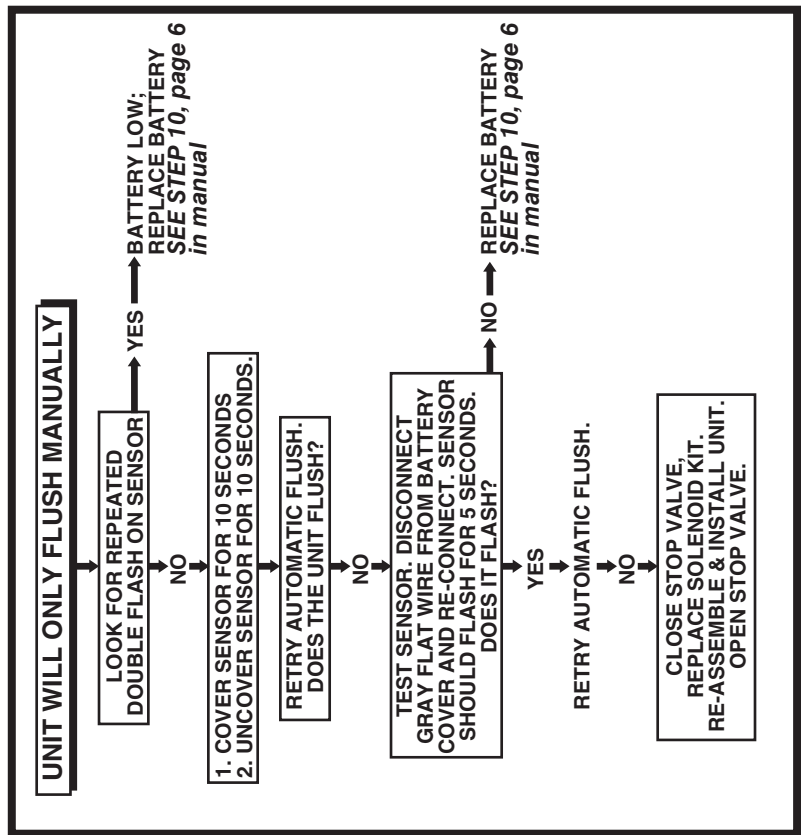 UNIT WILL ONLY FLUSH MANUALLY
LOOK FOR REPEATED
DOUBLE FLASH ON SENSOR
YES
BATTERY LOW;
REPLACE BATTERY
SEE STEP 10, page 6
in manual
NO
1. COVER SENSOR FOR 10 SECONDS
2. UNCOVER SENSOR FOR 10 SECONDS.
RETRY AUTOMATIC FLUSH.
DOES THE UNIT FLUSH?
NO
TEST SENSOR. DISCONNECT
GRAY FLAT WIRE FROM BATTERY
COVER AND RE-CONNECT. SENSOR
SHOULD FLASH FOR 5 SECONDS.
DOES IT FLASH?
NO
REPLACE BATTERY
SEE STEP 10, page 6
in manual
YES
RETRY AUTOMATIC FLUSH.
NO
CLOSE STOP VALVE,
REPLACE SOLENOID KIT.
RE-ASSEMBLE & INSTALL UNIT.
OPEN STOP VALVE.